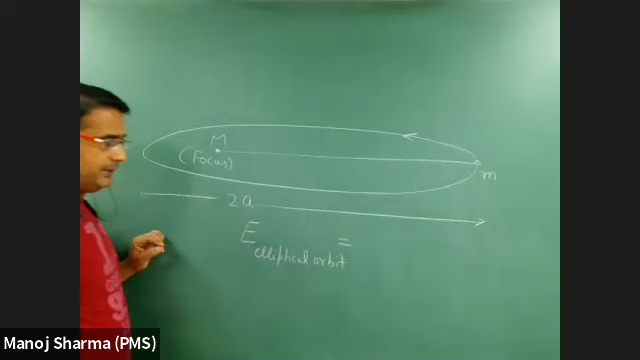 M
(Focus)
m
2a
E elliptical orbit =
Manoj Sharma (PMS)